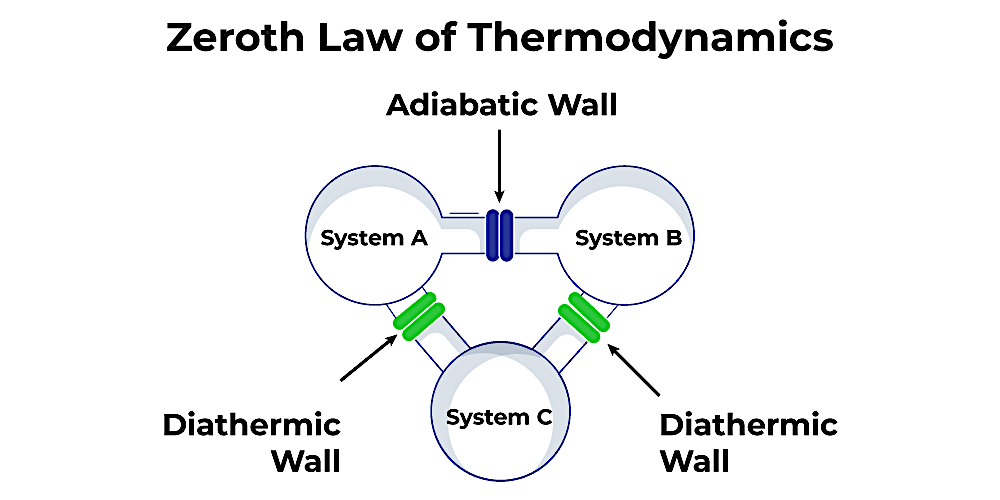 Zeroth Law of Thermodynamics
Adiabatic Wall
System A
System B
System C
Diathermic
Wall
Diathermic
Wall